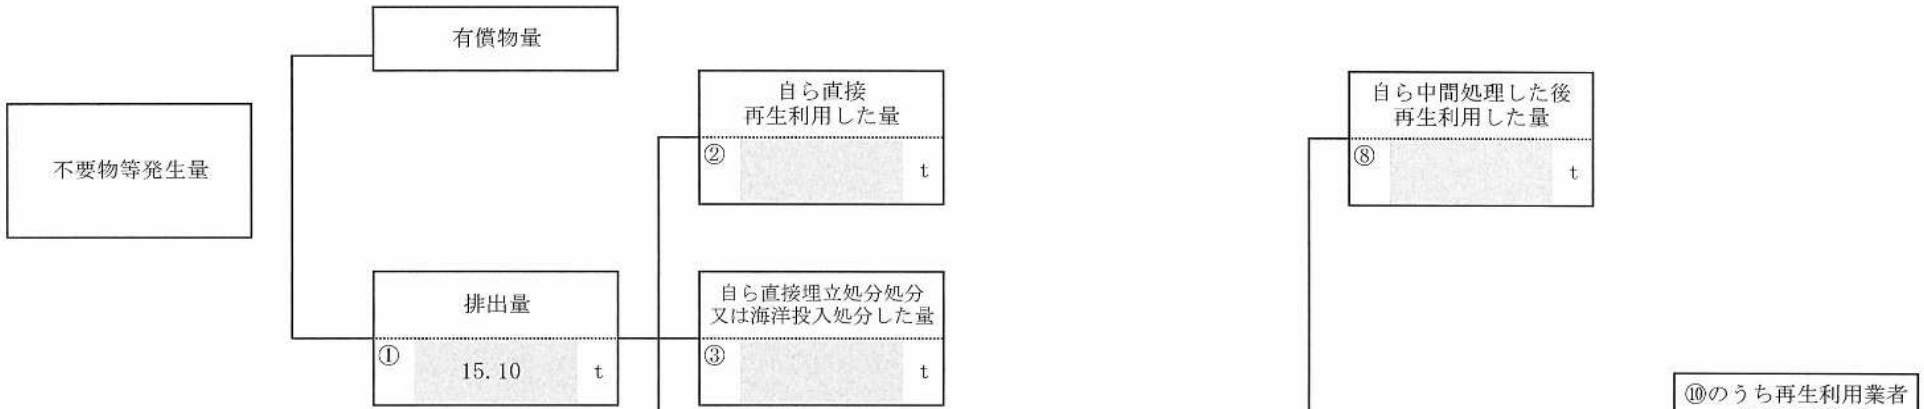 有償物量
不要物等発生量
自ら直接
再生利用した量
② t
自ら中間処理した後
再生利用した量
⑧ t
排出量
① 15.10 t
自ら直接埋立処分処分
又は海洋投入処分した量
③ t
⑩のうち再生利用業者